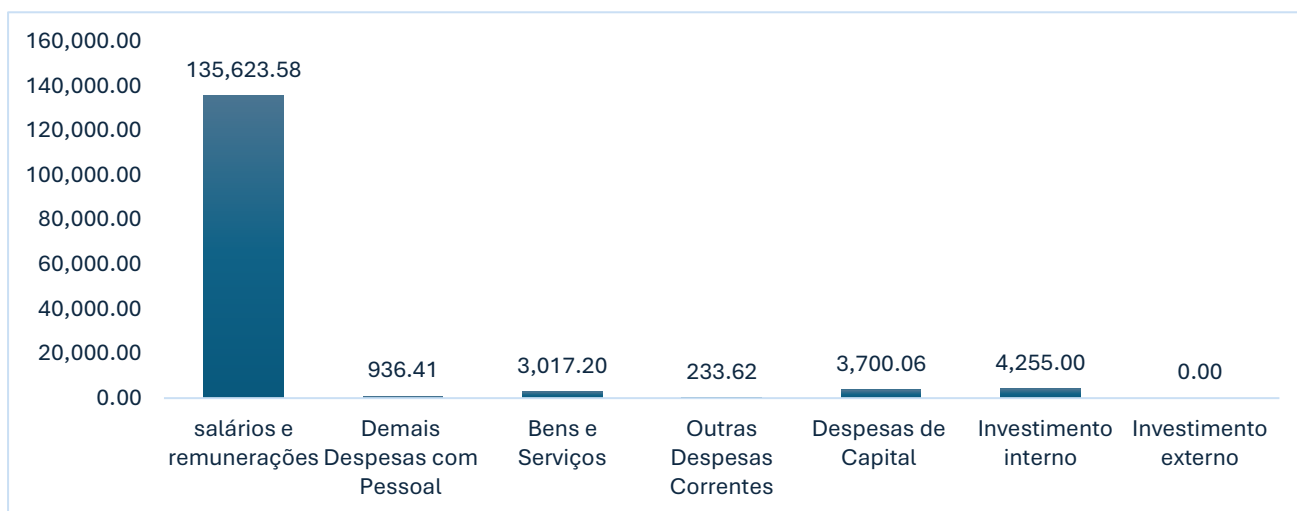 160,000.00
140,000.00
120,000.00
100,000.00
80,000.00
60,000.00
40,000.00
20,000.00
0.00
135,623.58
936.41
3,017.20
233.62
3,700.06
4,255.00
0.00
salários e
remunerações
Demais
Despesas com
Pessoal
Bens e
Serviços
Outras
Despesas
Correntes
Despesas de
Capital
Investimento
interno
Investimento
externo